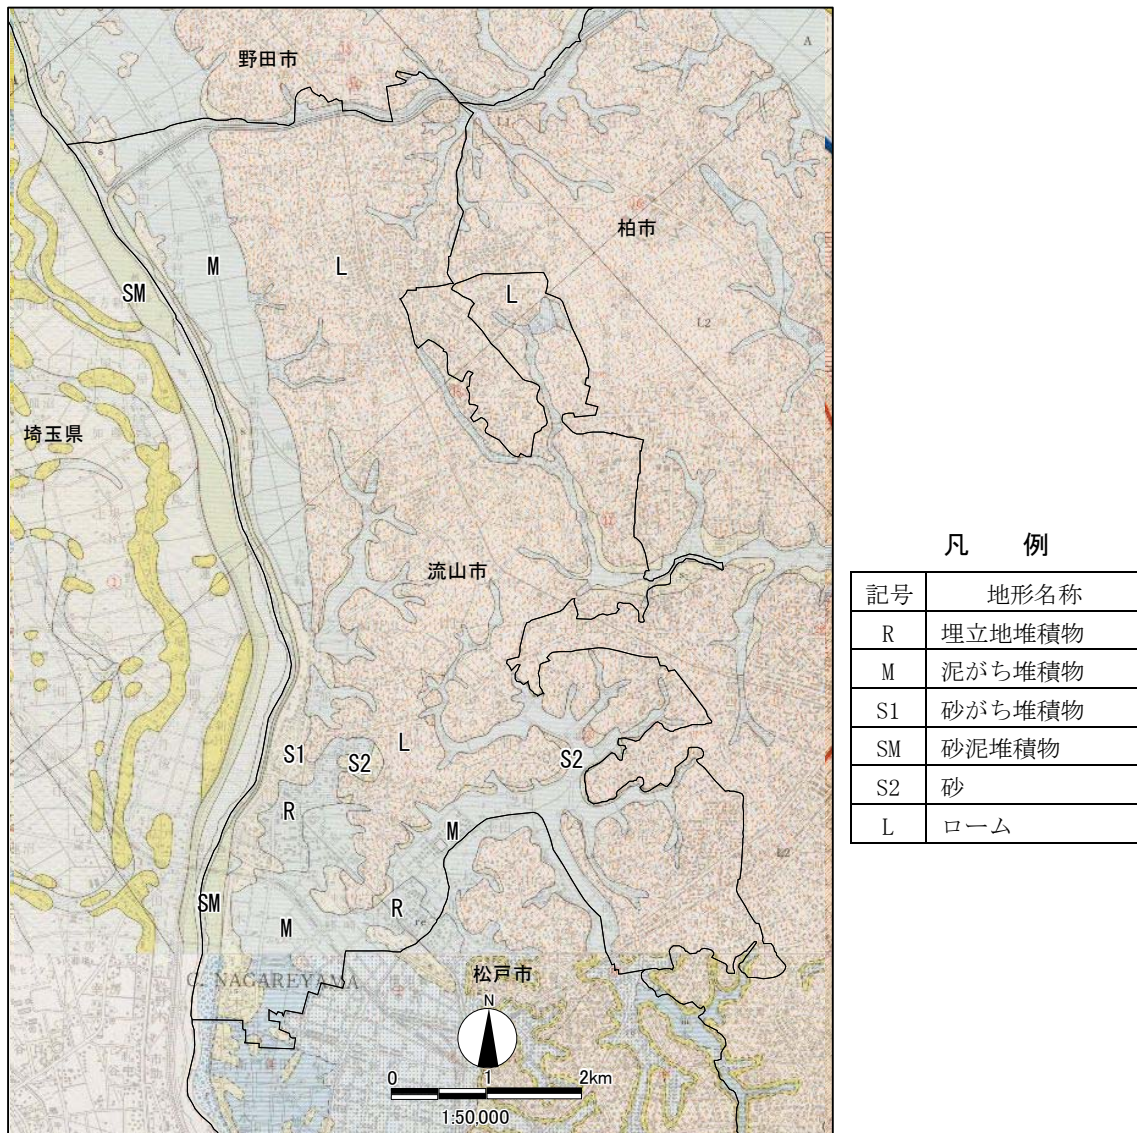 野田市
A
柏市
M
L
L
SM
L2
埼玉県
流山市
S1
S2
L
S2
R
M
L2
SM
M
R
re
松戸市
C. NAGAREYAMA
N
0 1 2km
1:50,000
凡 例
記号 地形名称
R 埋立地堆積物
M 泥がち堆積物
S1 砂がち堆積物
SM 砂泥堆積物
S2 砂
L ローム